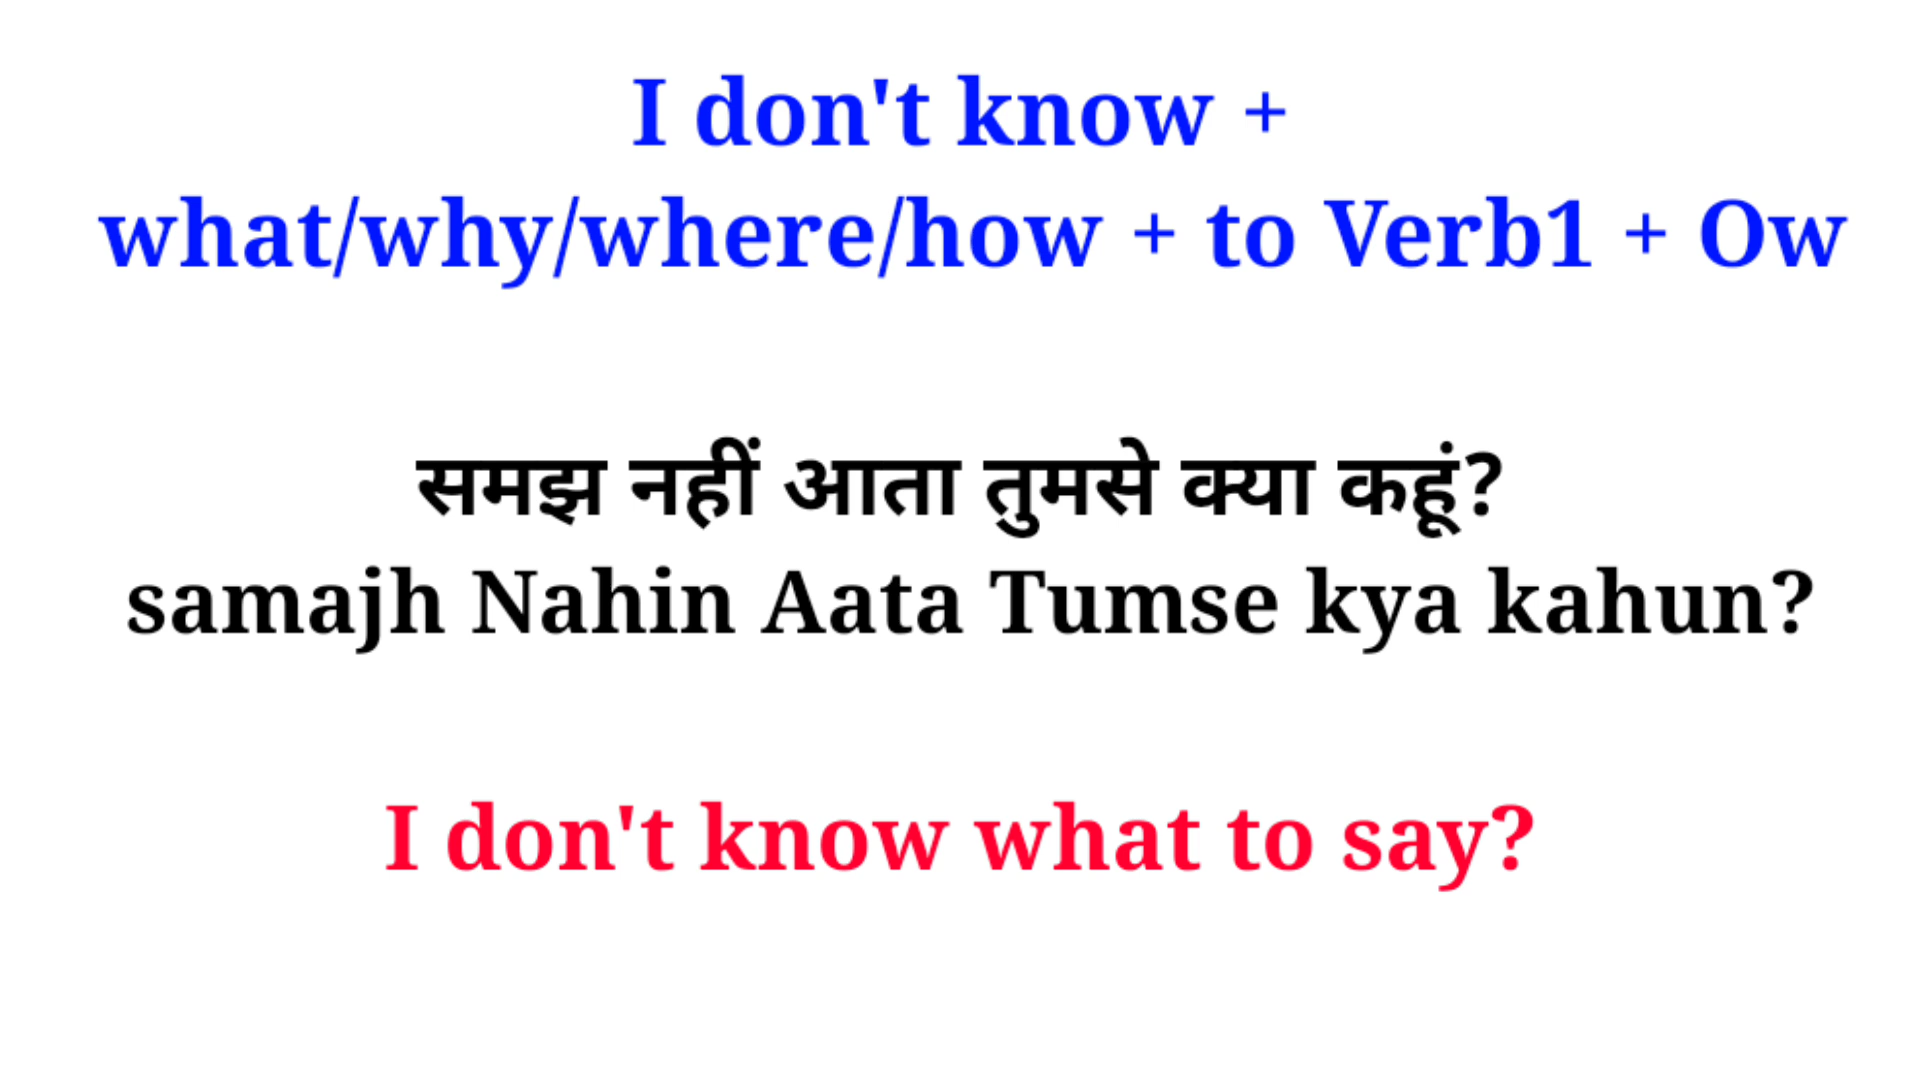 I don't know +
what/why/where/how + to Verb1 + Ow
समझ नहीं आता तुमसे क्या कहूं?
samajh Nahin Aata Tumse kya kahun?
I don't know what to say?